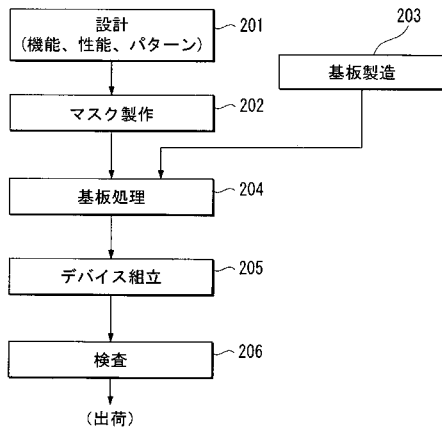 設計
(機能、性能、パターン)
201
203
基板製造
マスク製作
202
基板処理
204
デバイス組立
205
検査
206
(出荷)